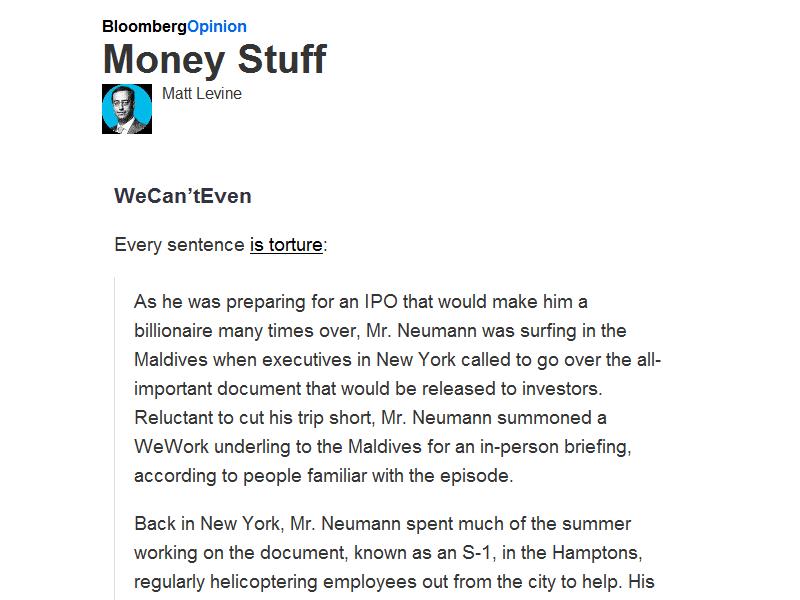 BloombergOpinion
Money Stuff
Matt Levine
WeCan’tEven
Every sentence is torture:
As he was preparing for an IPO that would make him a
billionaire many times over, Mr. Neumann was surfing in the
Maldives when executives in New York called to go over the all-
important document that would be released to investors.
Reluctant to cut his trip short, Mr. Neumann summoned a
WeWork underling to the Maldives for an in-person briefing,
according to people familiar with the episode.
Back in New York, Mr. Neumann spent much of the summer
working on the document, known as an S-1, in the Hamptons,
regularly helicoptering employees out from the city to help. His